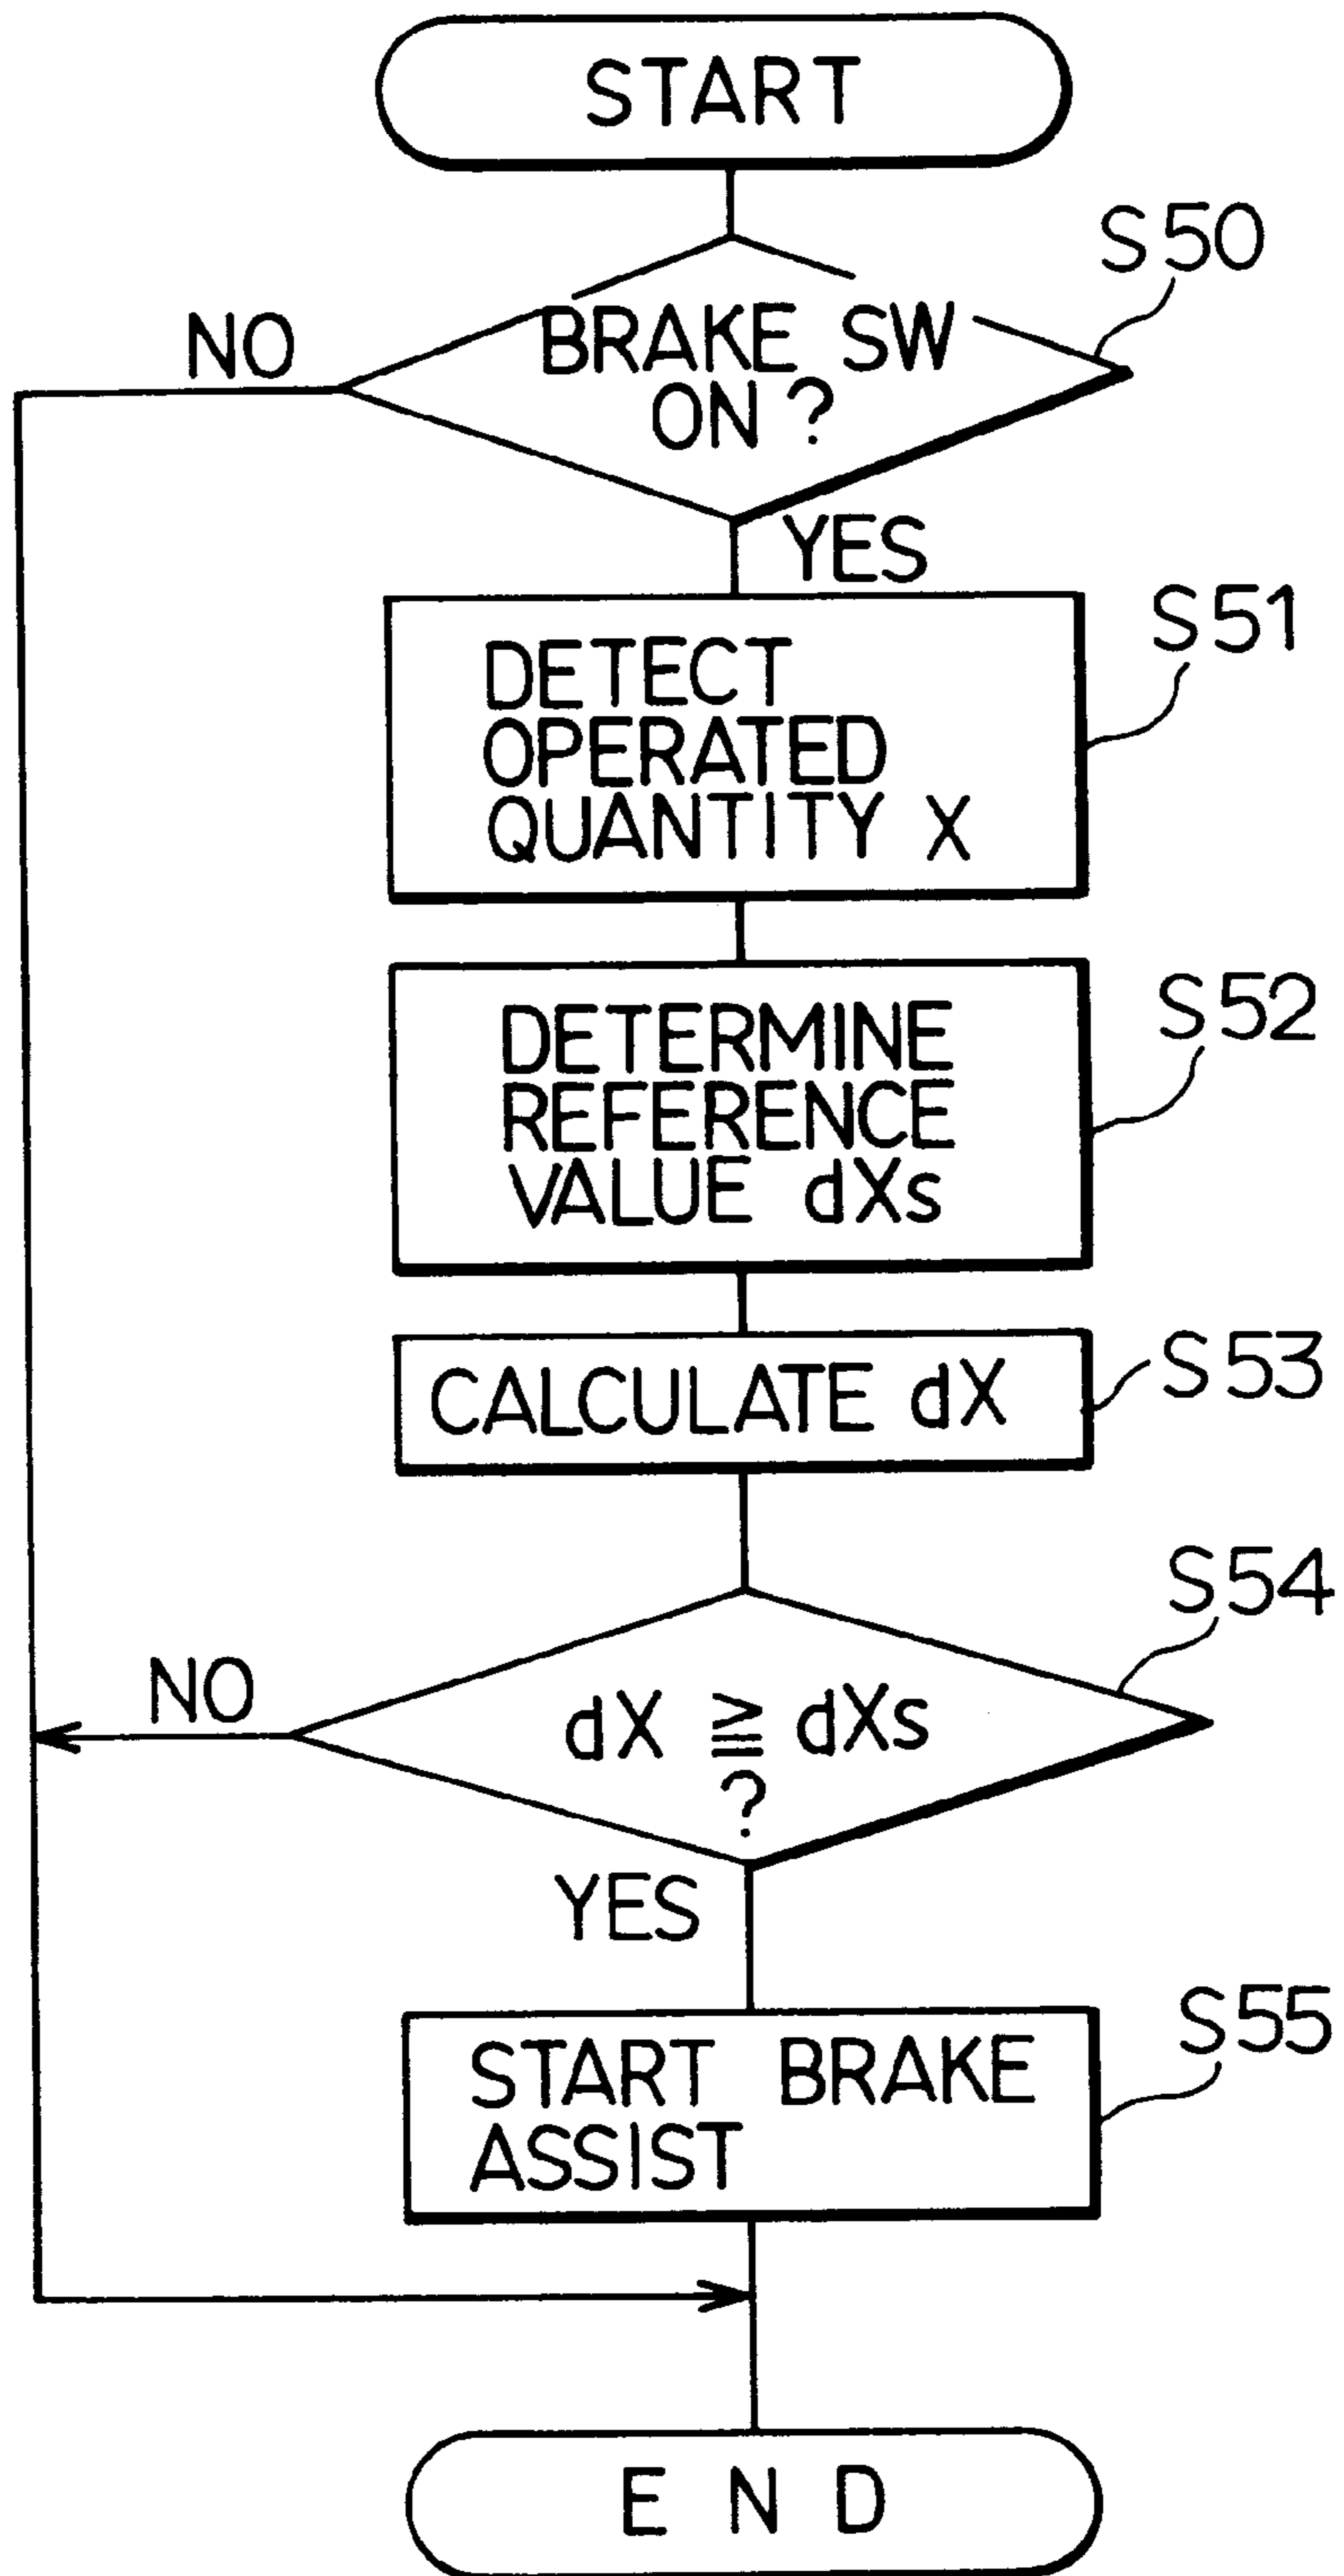 START
S50
NO
BRAKE SW
ON?
YES
S51
DETECT
OPERATED
QUANTITY X
S52
DETERMINE
REFERENCE
VALUE dXs
S53
CALCULATE dX
S54
NO
dX ≧ dXs
?
YES
S55
START BRAKE
ASSIST
END